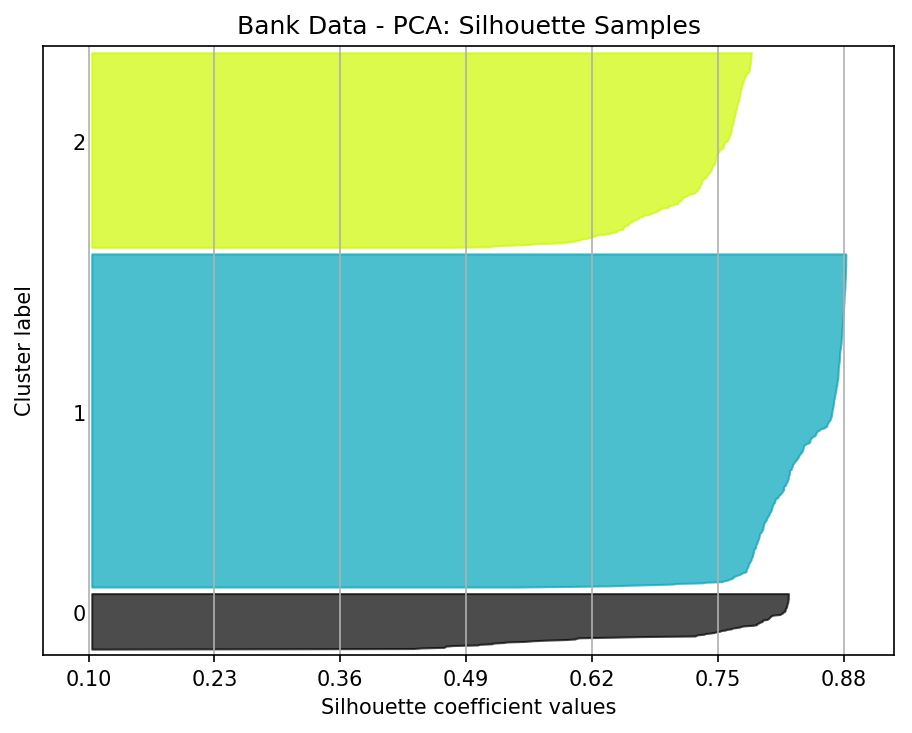 Bank Data - PCA: Silhouette Samples
2
1
0
Cluster label
0.10 0.23 0.36 0.49 0.62 0.75 0.88
Silhouette coefficient values